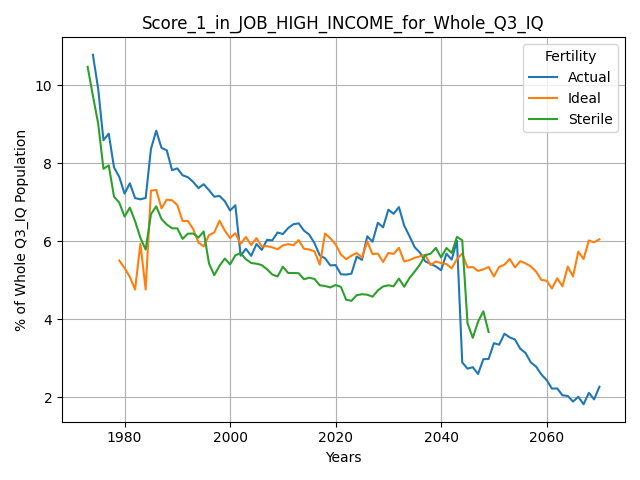 Score_1_in_JOB_HIGH_INCOME_for_Whole_Q3_IQ
Fertility
Actual
Ideal
Sterile
% of Whole Q3_IQ Population
10
8
6
4
2
1980
2000
2020
2040
2060
Years